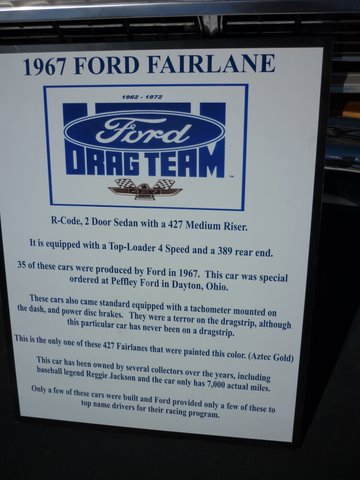 1967 FORD FAIRLANE
1962 - 1972
Ford
DRAG TEAM
R-Code, 2 Door Sedan with a 427 Medium Riser.
It is equipped with a Top-Loader 4 Speed and a 389 rear end.
35 of these cars were produced by Ford in 1967. This car was special
ordered at Peffley Ford in Dayton, Ohio.
These cars also came standard equipped with a tachometer mounted on
the dash, and power disc brakes. They were a terror on the dragstrip, although
this particular car has never been on a dragstrip.
This is the only one of these 427 Fairlanes that were painted this color. (Aztec Gold)
This car has been owned by several collectors over the years, including
baseball legend Reggie Jackson and the car only has 7,000 actual miles.
Only a few of these cars were built and Ford provided only a few of these to
top name drivers for their racing program.